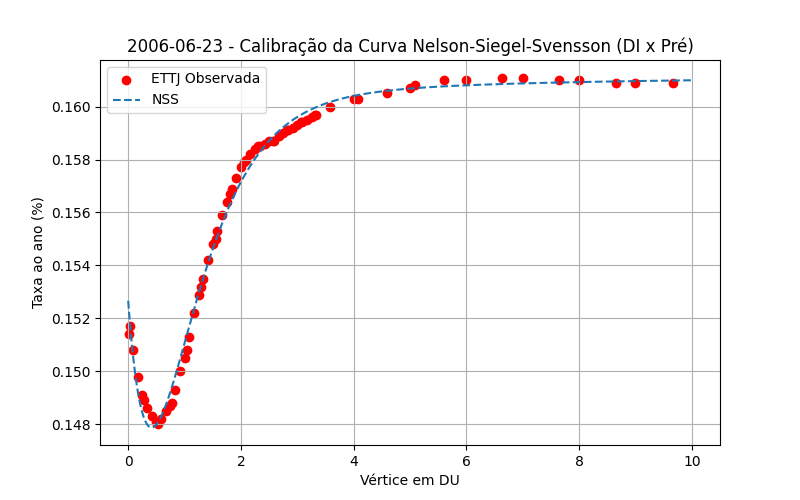 2006-06-23 - Calibração da Curva Nelson-Siegel-Svensson (DI x Pré)
ETTJ Observada
NSS
Taxa ao ano (%)
0.160
0.158
0.156
0.154
0.152
0.150
0.148
0 2 4 6 8 10
Vértice em DU